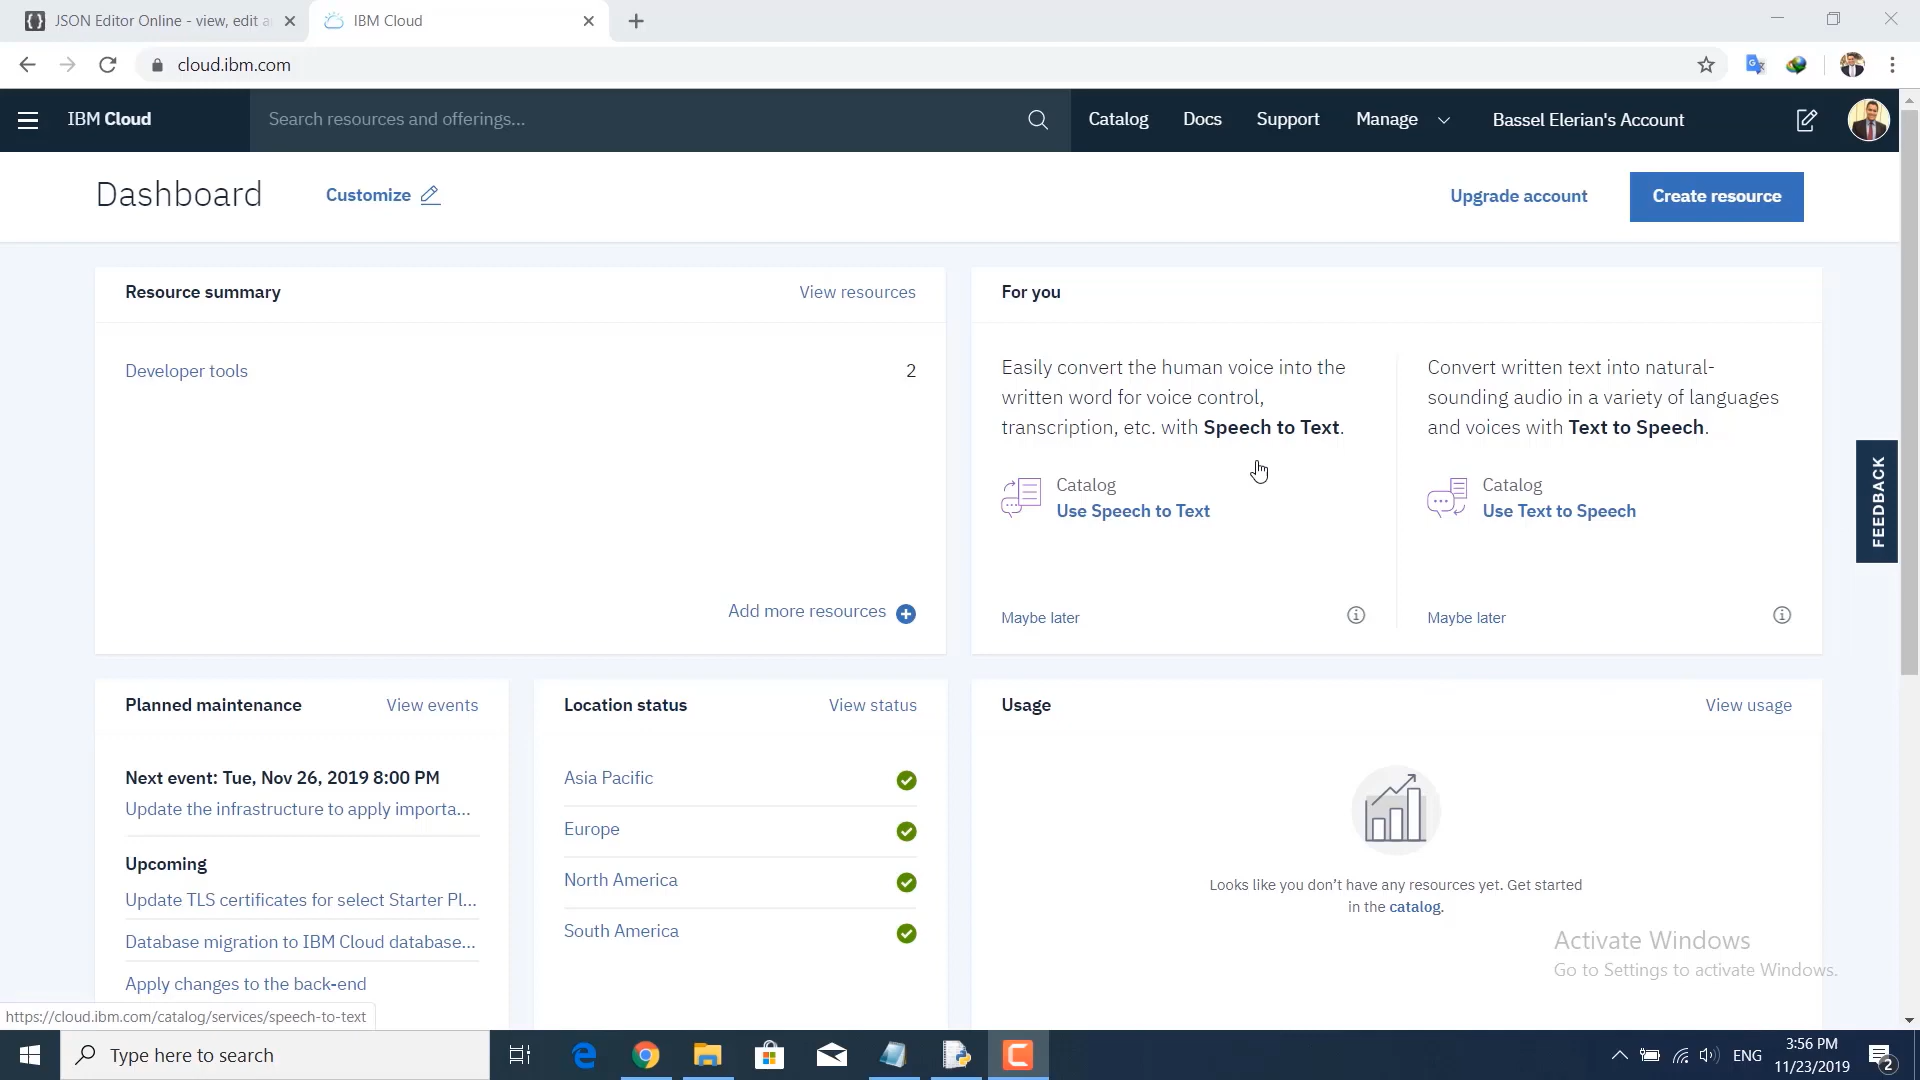 JSON Editor Online - view, edit a
IBM Cloud
cloud.ibm.com
IBM Cloud
Search resources and offerings...
Catalog
Docs
Support
Manage
Bassel Elerian's Account
Dashboard
Customize
Upgrade account
Create resource
Resource summary
View resources
Developer tools
2
Add more resources
For you
Easily convert the human voice into the
written word for voice control,
transcription, etc. with Speech to Text.
Catalog
Use Speech to Text
Maybe later
Convert written text into natural-
sounding audio in a variety of languages
and voices with Text to Speech.
Catalog
Use Text to Speech
Maybe later
FEEDBACK
Planned maintenance
View events
Next event: Tue, Nov 26, 2019 8:00 PM
Update the infrastructure to apply importa...
Upcoming
Update TLS certificates for select Starter Pl...
Database migration to IBM Cloud database...
Apply changes to the back-end
Location status
View status
Asia Pacific
Europe
North America
South America
Usage
View usage
Looks like you don't have any resources yet. Get started
in the catalog.
Activate Windows
Go to Settings to activate Windows.
https://cloud.ibm.com/catalog/services/speech-to-text
Type here to search
ENG
3:56 PM
11/23/2019
2